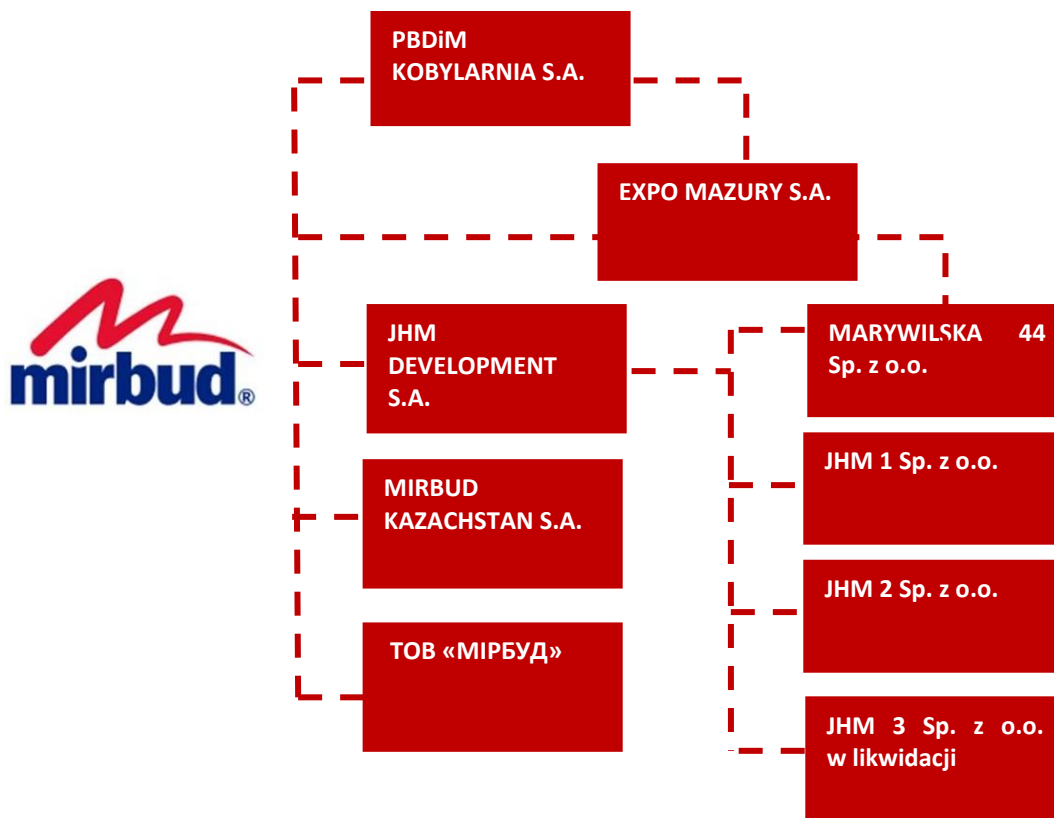 PBDiM
KOBYLARNIA S.A.
EXPO MAZURY S.A.
mirbud®
JHM
DEVELOPMENT
S.A.
MARYWILSKA 44
Sp. z o.o.
JHM 1 Sp. z o.o.
MIRBUD
KAZACHSTAN S.A.
JHM 2 Sp. z o.o.
ТОВ «МІРБУД»
JHM 3 Sp. z o.o.
w likwidacji